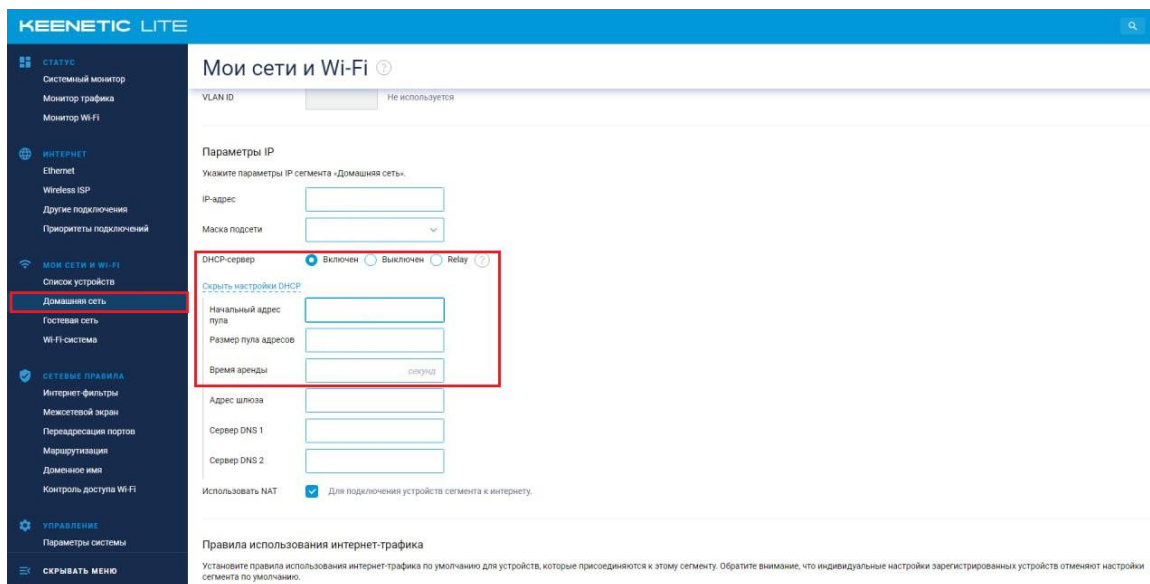 KEENETIC LITE
СТАТУС
Системный монитор
Монитор трафика
Монитор Wi-Fi
ИНТЕРНЕТ
Ethernet
Wireless ISP
Другие подключения
Приоритеты подключений
МОИ СЕТИ И WI-FI
Список устройств
Домашняя сеть
Гостевая сеть
Wi-Fi-система
СЕТЕВЫЕ ПРАВИЛА
Интернет-фильтры
Межсетевой экран
Переадресация портов
Маршрутизация
Доменное имя
Контроль доступа Wi-Fi
УПРАВЛЕНИЕ
Параметры системы
СКРЫВАТЬ МЕНЮ
Мои сети и Wi-Fi ?
VLAN ID Не используется
Параметры IP
Укажите параметры IP сегмента «Домашняя сеть».
IP-адрес
Маска подсети
DHCP-сервер Включен Выключен Relay ?
Скрыть настройки DHCP
Начальный адрес
пула
Размер пула адресов
Время аренды секунд
Адрес шлюза
Сервер DNS 1
Сервер DNS 2
Использовать NAT Для подключения устройств сегмента к интернету.
Правила использования интернет-трафика
Установите правила использования интернет-трафика по умолчанию для устройств, которые присоединяются к этому сегменту. Обратите внимание, что индивидуальные настройки зарегистрированных устройств отменяют настройки
сегмента по умолчанию.